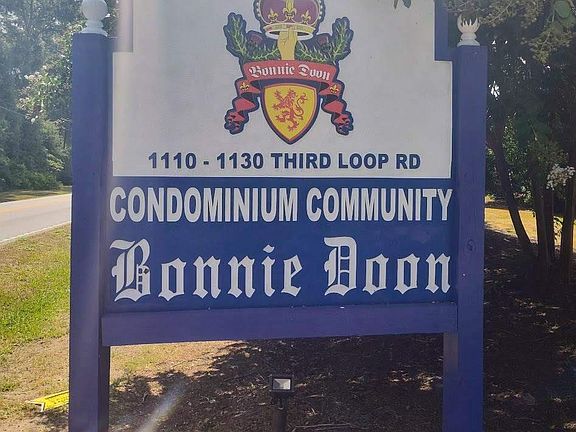 Bonnie Doon
1110 - 1130 THIRD LOOP RD
CONDOMINIUM COMMUNITY
Bonnie Doon